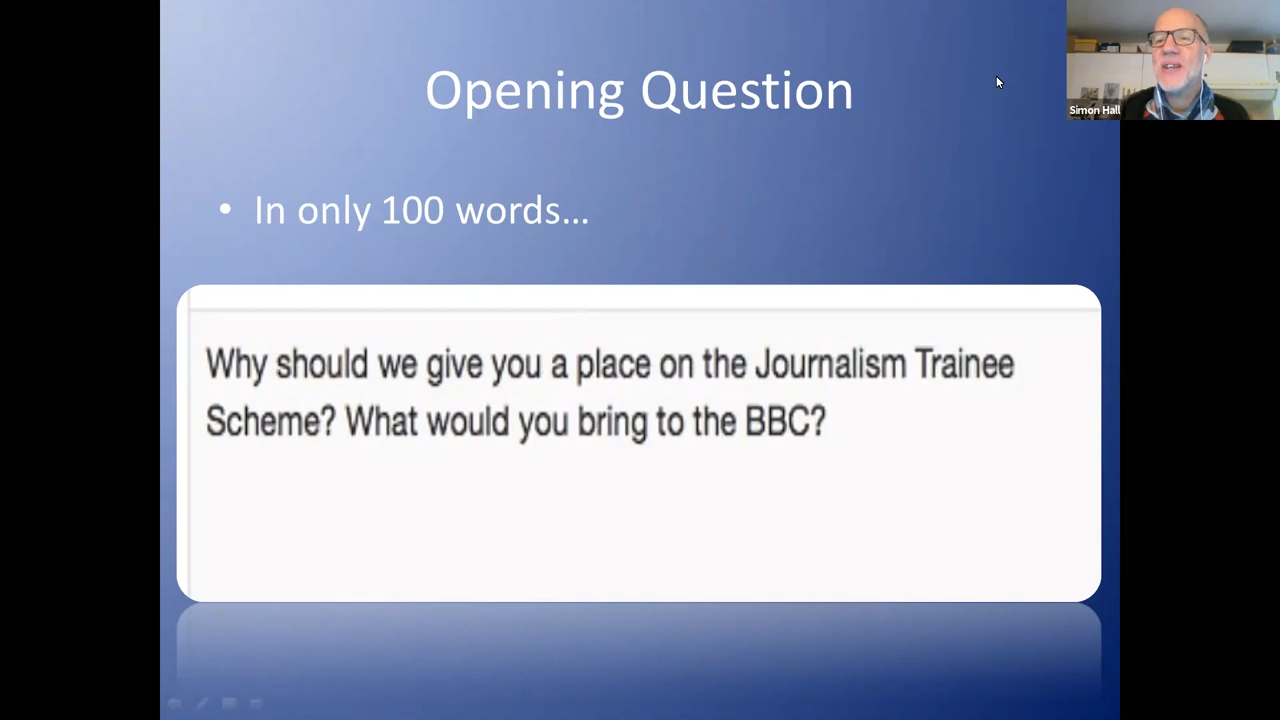 Opening Question
• In only 100 words...
Why should we give you a place on the Journalism Trainee
Scheme? What would you bring to the BBC?
Simon Hall